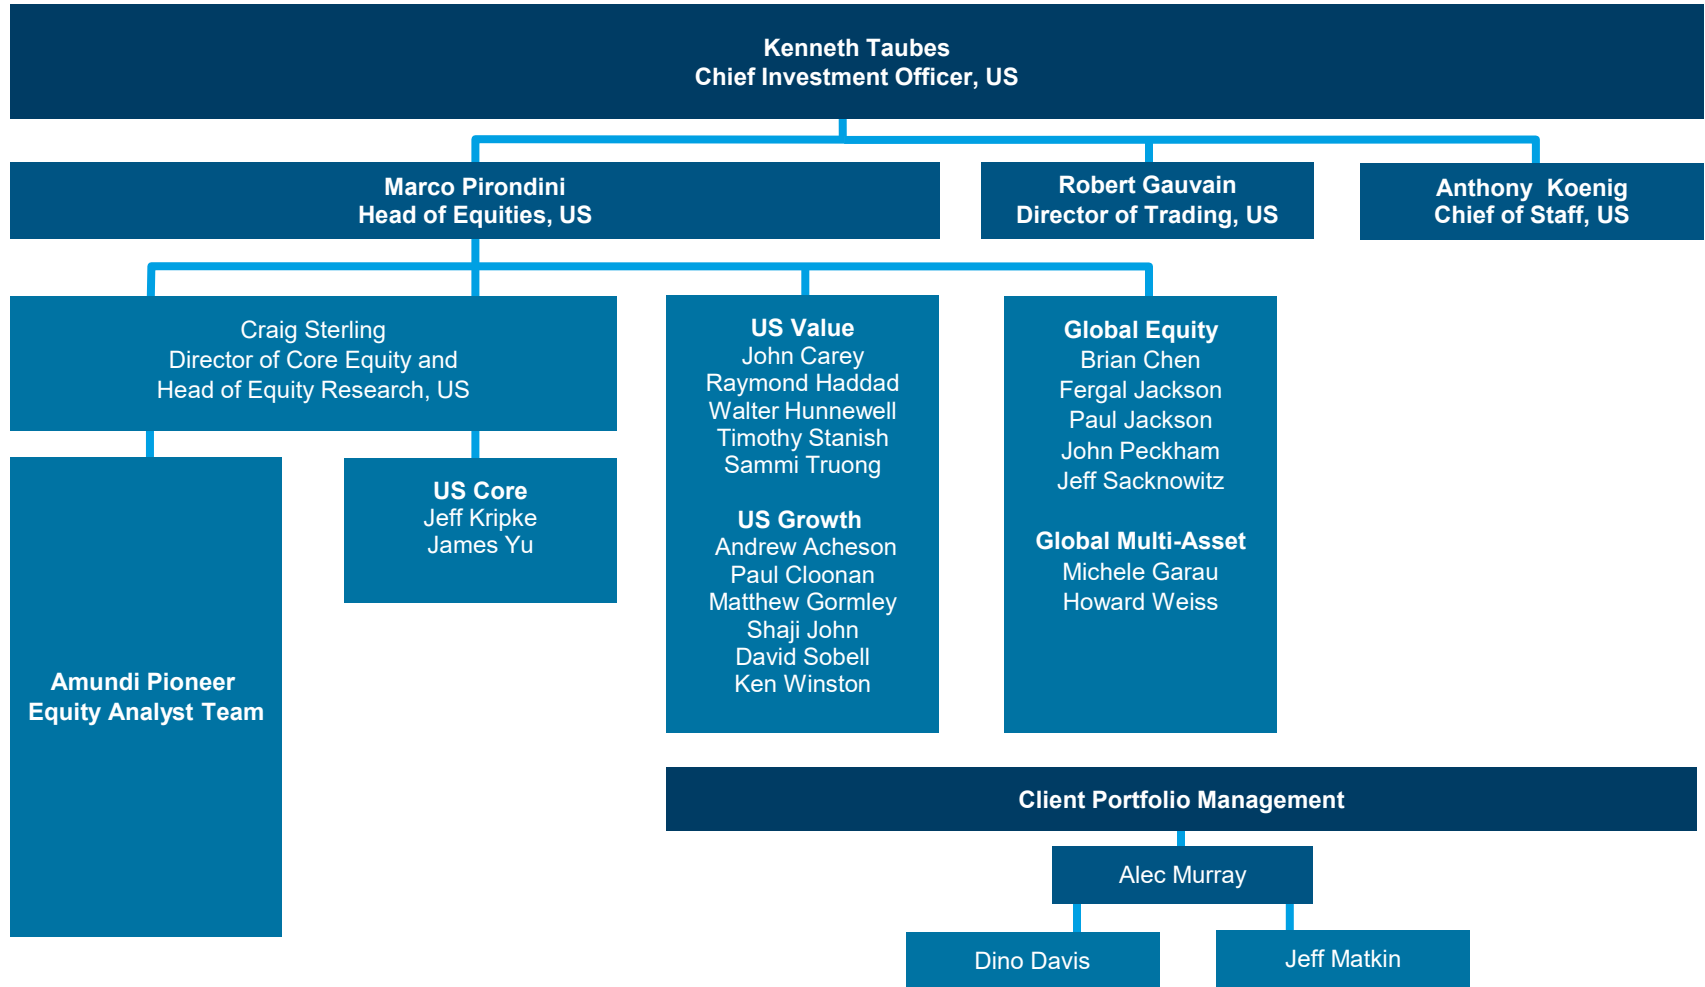 Kenneth Taubes
Chief Investment Officer, US
Marco Pirondini
Head of Equities, US
Robert Gauvain
Director of Trading, US
Anthony Koenig
Chief of Staff, US
Craig Sterling
Director of Core Equity and
Head of Equity Research, US
Amundi Pioneer
Equity Analyst Team
US Core
Jeff Kripke
James Yu
US Value
John Carey
Raymond Haddad
Walter Hunnewell
Timothy Stanish
Sammi Truong
US Growth
Andrew Acheson
Paul Cloonan
Matthew Gormley
Shaji John
David Sobell
Ken Winston
Global Equity
Brian Chen
Fergal Jackson
Paul Jackson
John Peckham
Jeff Sacknowitz
Global Multi-Asset
Michele Garau
Howard Weiss
Client Portfolio Management
Alec Murray
Dino Davis
Jeff Matkin